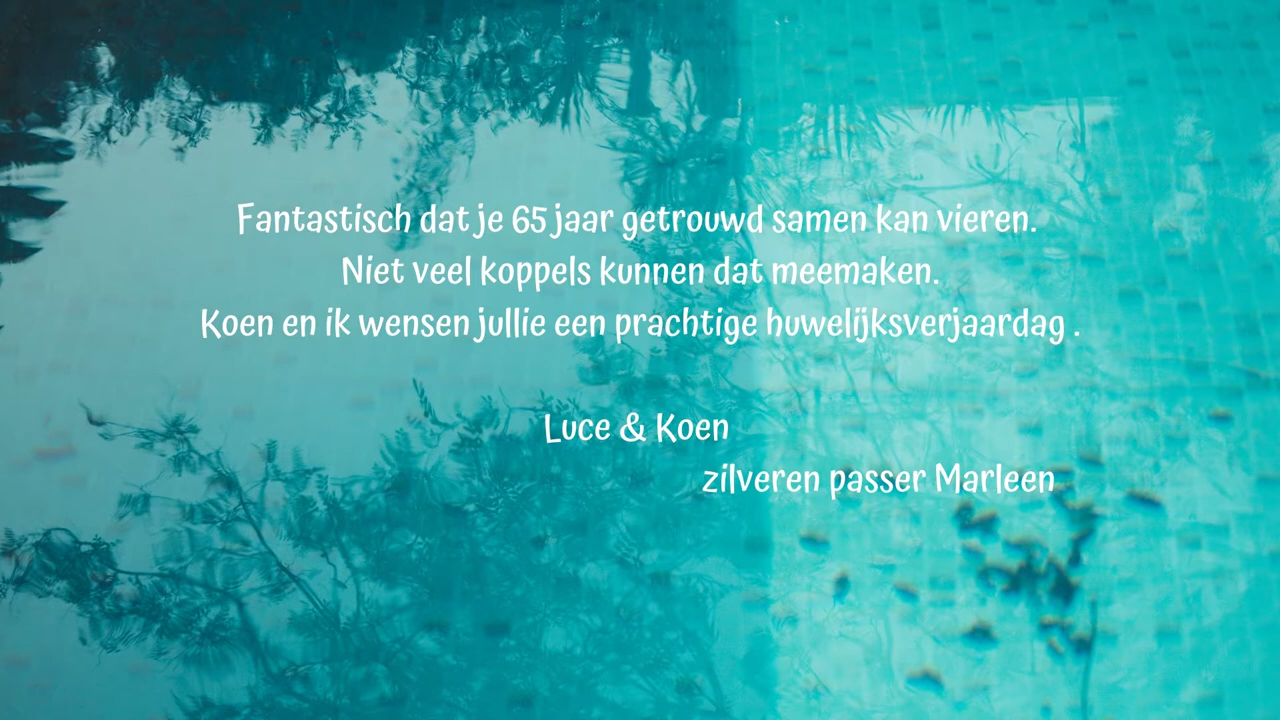 Fantastisch dat je 65 jaar getrouwd samen kan vieren.
Niet veel koppels kunnen dat meemaken.
Koen en ik wensen jullie een prachtige huwelijksverjaardag .
Luce & Koen
zilveren passer Marleen